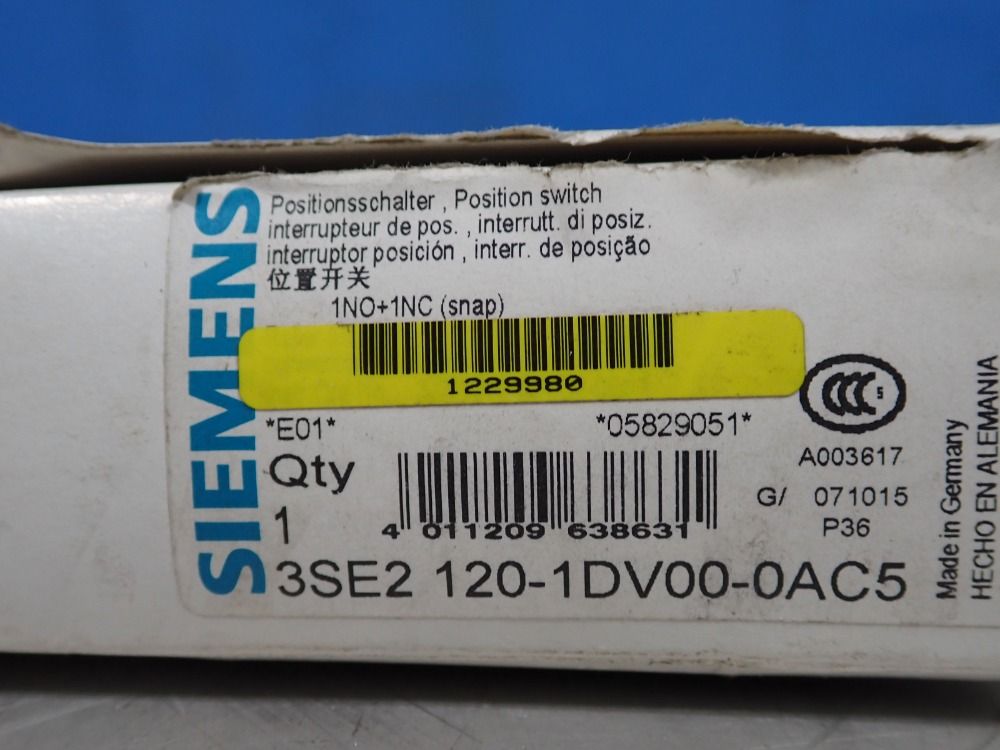 SIEMENS
Positionsschalter , Position switch
interrupteur de pos. , interrutt. di posiz.
interruptor posición , interr. de posição
位置开关
1NO+1NC (snap)
1229980
*E01* *05829051*
CCC S
A003617
Qty
1
G/ 071015
P36
4 011209 638631
3SE2 120-1DV00-0AC5
Made in Germany
HECHO EN ALEMANIA